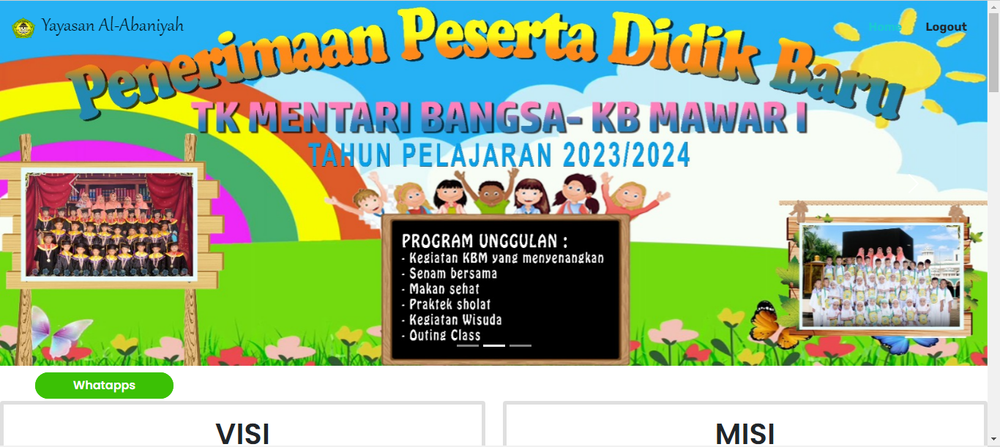 Yayasan Al-Abaniyah
Home
Logout
Penerimaan Peserta Didik Baru
TK MENTARI BANGSA- KB MAWAR I
TAHUN PELAJARAN 2023/2024
PROGRAM UNGGULAN :
- Kegiatan KBM yang menyenangkan
- Senam bersama
- Makan sehat
- Praktek sholat
- Kegiatan Wisuda
- Outing Class
Whatapps
VISI
MISI